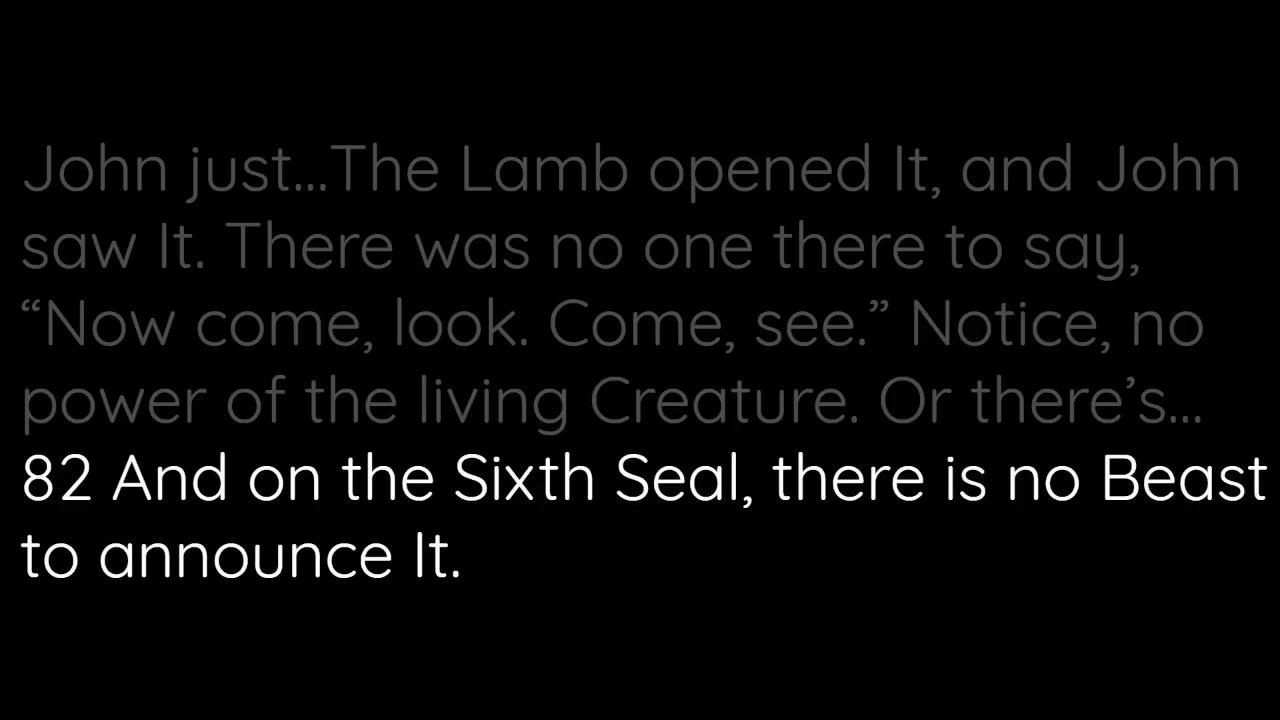 John just...The Lamb opened It, and John
saw It. There was no one there to say,
“Now come, look. Come, see.” Notice, no
power of the living Creature. Or there’s...
82 And on the Sixth Seal, there is no Beast
to announce It.